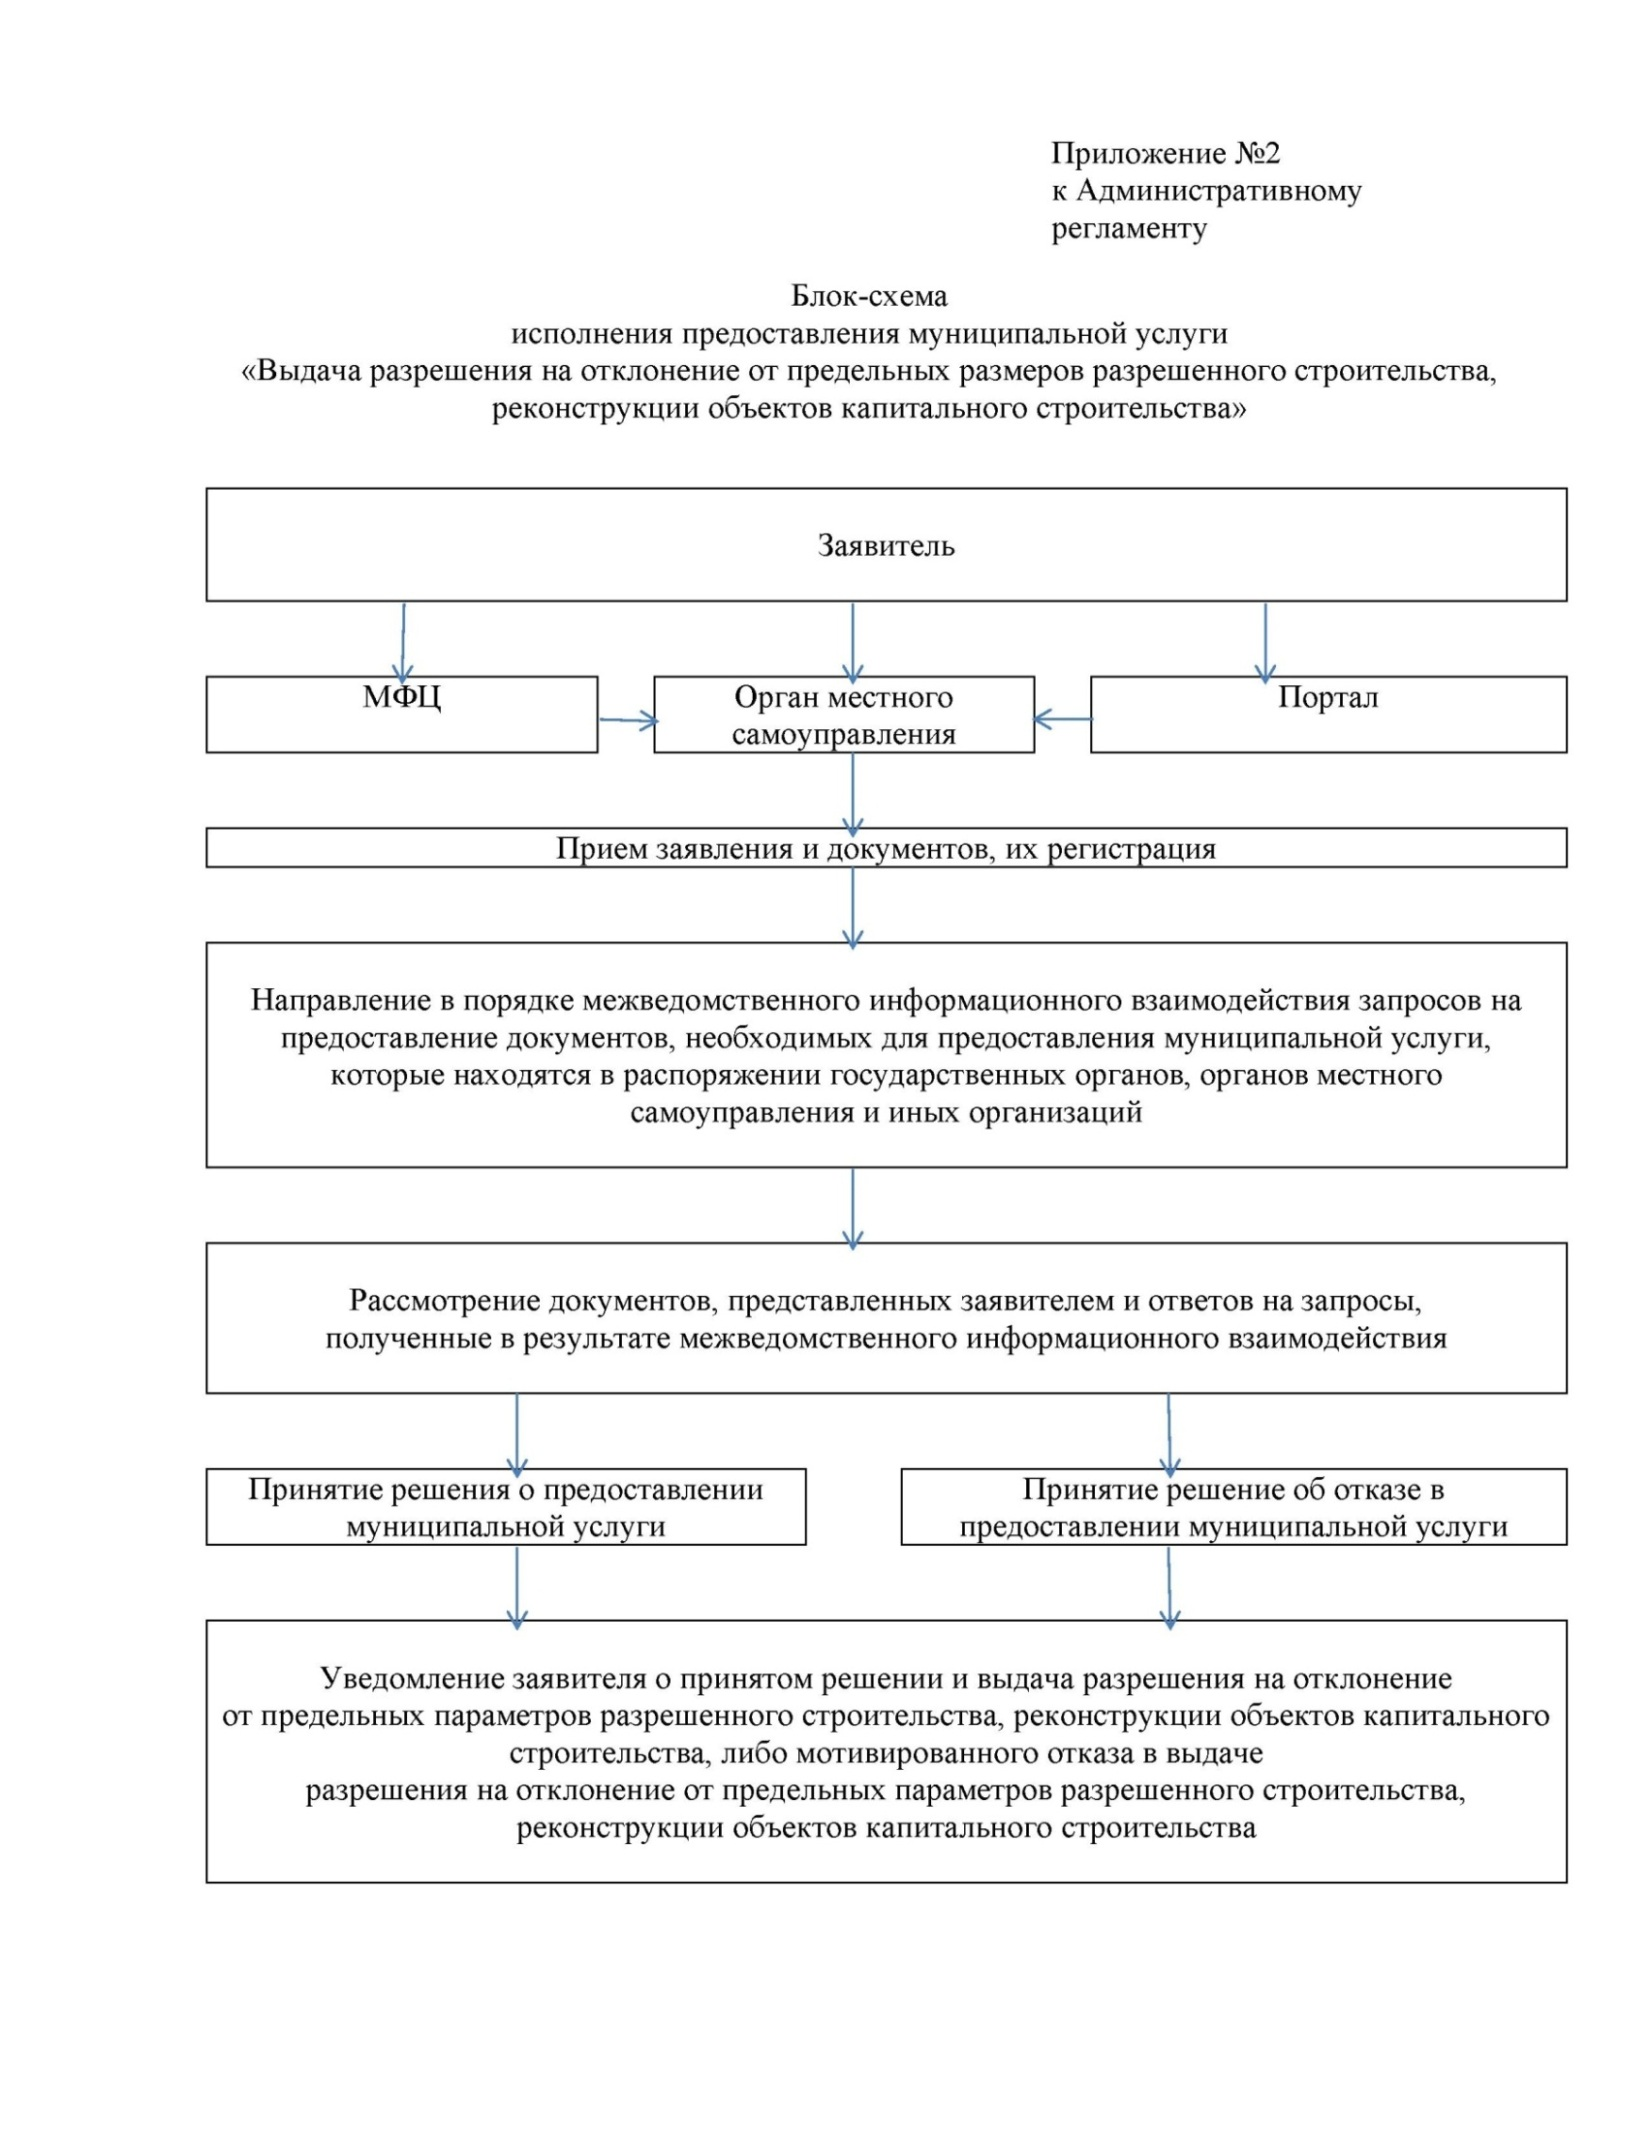 Приложение №2
к Административному
регламенту
Блок-схема
исполнения предоставления муниципальной услуги
«Выдача разрешения на отклонение от предельных размеров разрешенного строительства,
реконструкции объектов капитального строительства»
Заявитель
МФЦ
Орган местного
самоуправления
Портал
Прием заявления и документов, их регистрация
Направление в порядке межведомственного информационного взаимодействия запросов на
предоставление документов, необходимых для предоставления муниципальной услуги,
которые находятся в распоряжении государственных органов, органов местного
самоуправления и иных организаций
Рассмотрение документов, представленных заявителем и ответов на запросы,
полученные в результате межведомственного информационного взаимодействия
Принятие решения о предоставлении
муниципальной услуги
Принятие решение об отказе в
предоставлении муниципальной услуги
Уведомление заявителя о принятом решении и выдача разрешения на отклонение
от предельных параметров разрешенного строительства, реконструкции объектов капитального
строительства, либо мотивированного отказа в выдаче
разрешения на отклонение от предельных параметров разрешенного строительства,
реконструкции объектов капитального строительства